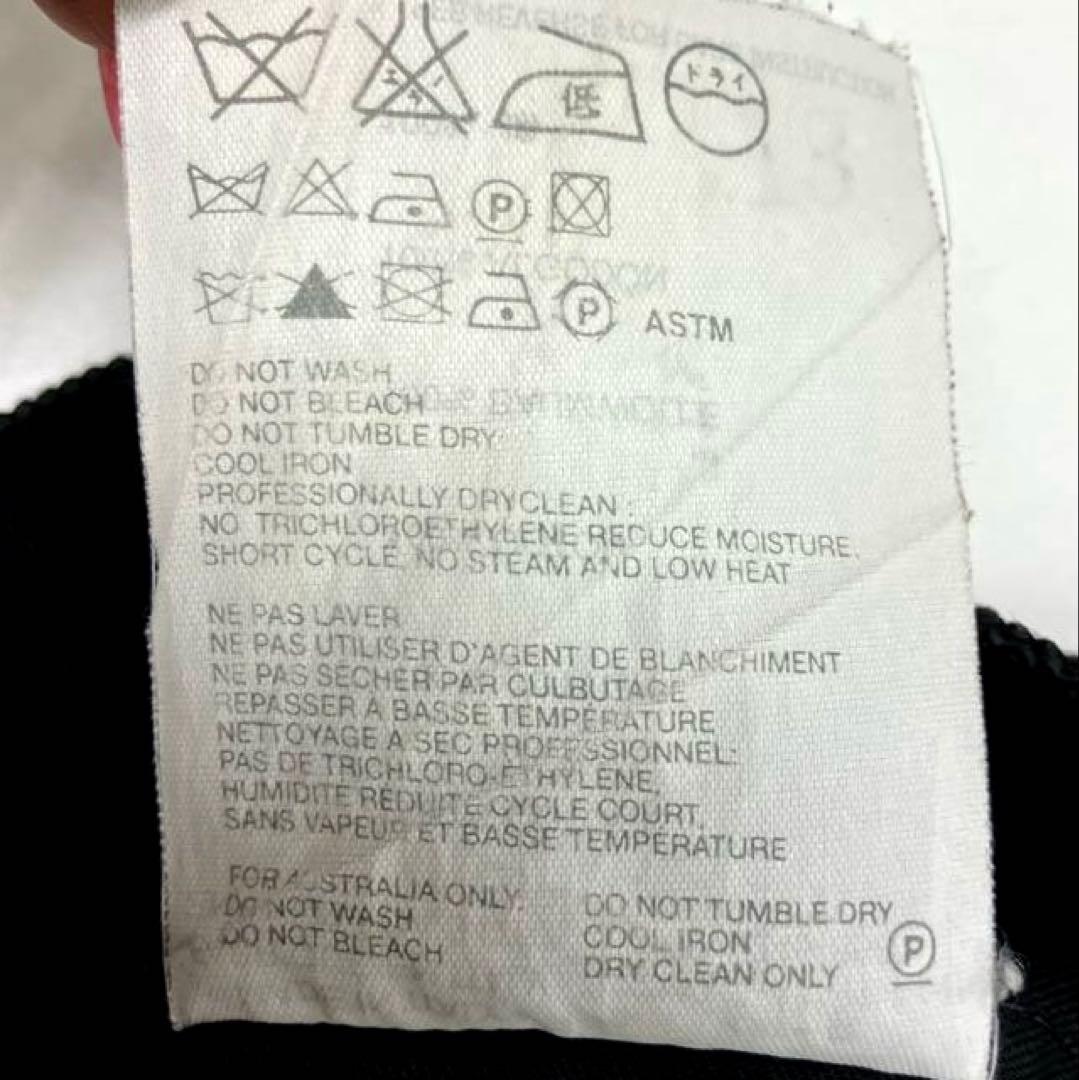 エンソ
低
ドライ
P
P ASTM
DO NOT WASH
DO NOT BLEACH
DO NOT TUMBLE DRY
COOL IRON
PROFESSIONALLY DRYCLEAN :
NO TRICHLOROETHYLENE REDUCE MOISTURE,
SHORT CYCLE NO STEAM AND LOW HEAT
NE PAS LAVER
NE PAS UTILISER D'AGENT DE BLANCHIMENT
NE PAS SECHER PAR CULBUTAGE
REPASSER A BASSE TEMPERATURE
NETTOYAGE A SEC PROFESSIONNEL:
PAS DE TRICHLORO-ETHYLENE,
HUMIDITE REDUITE CYCLE COURT,
SANS VAPEUR ET BASSE TEMPERATURE
FOR AUSTRALIA ONLY:
DO NOT WASH
DO NOT BLEACH
DO NOT TUMBLE DRY
COOL IRON
DRY CLEAN ONLY
P